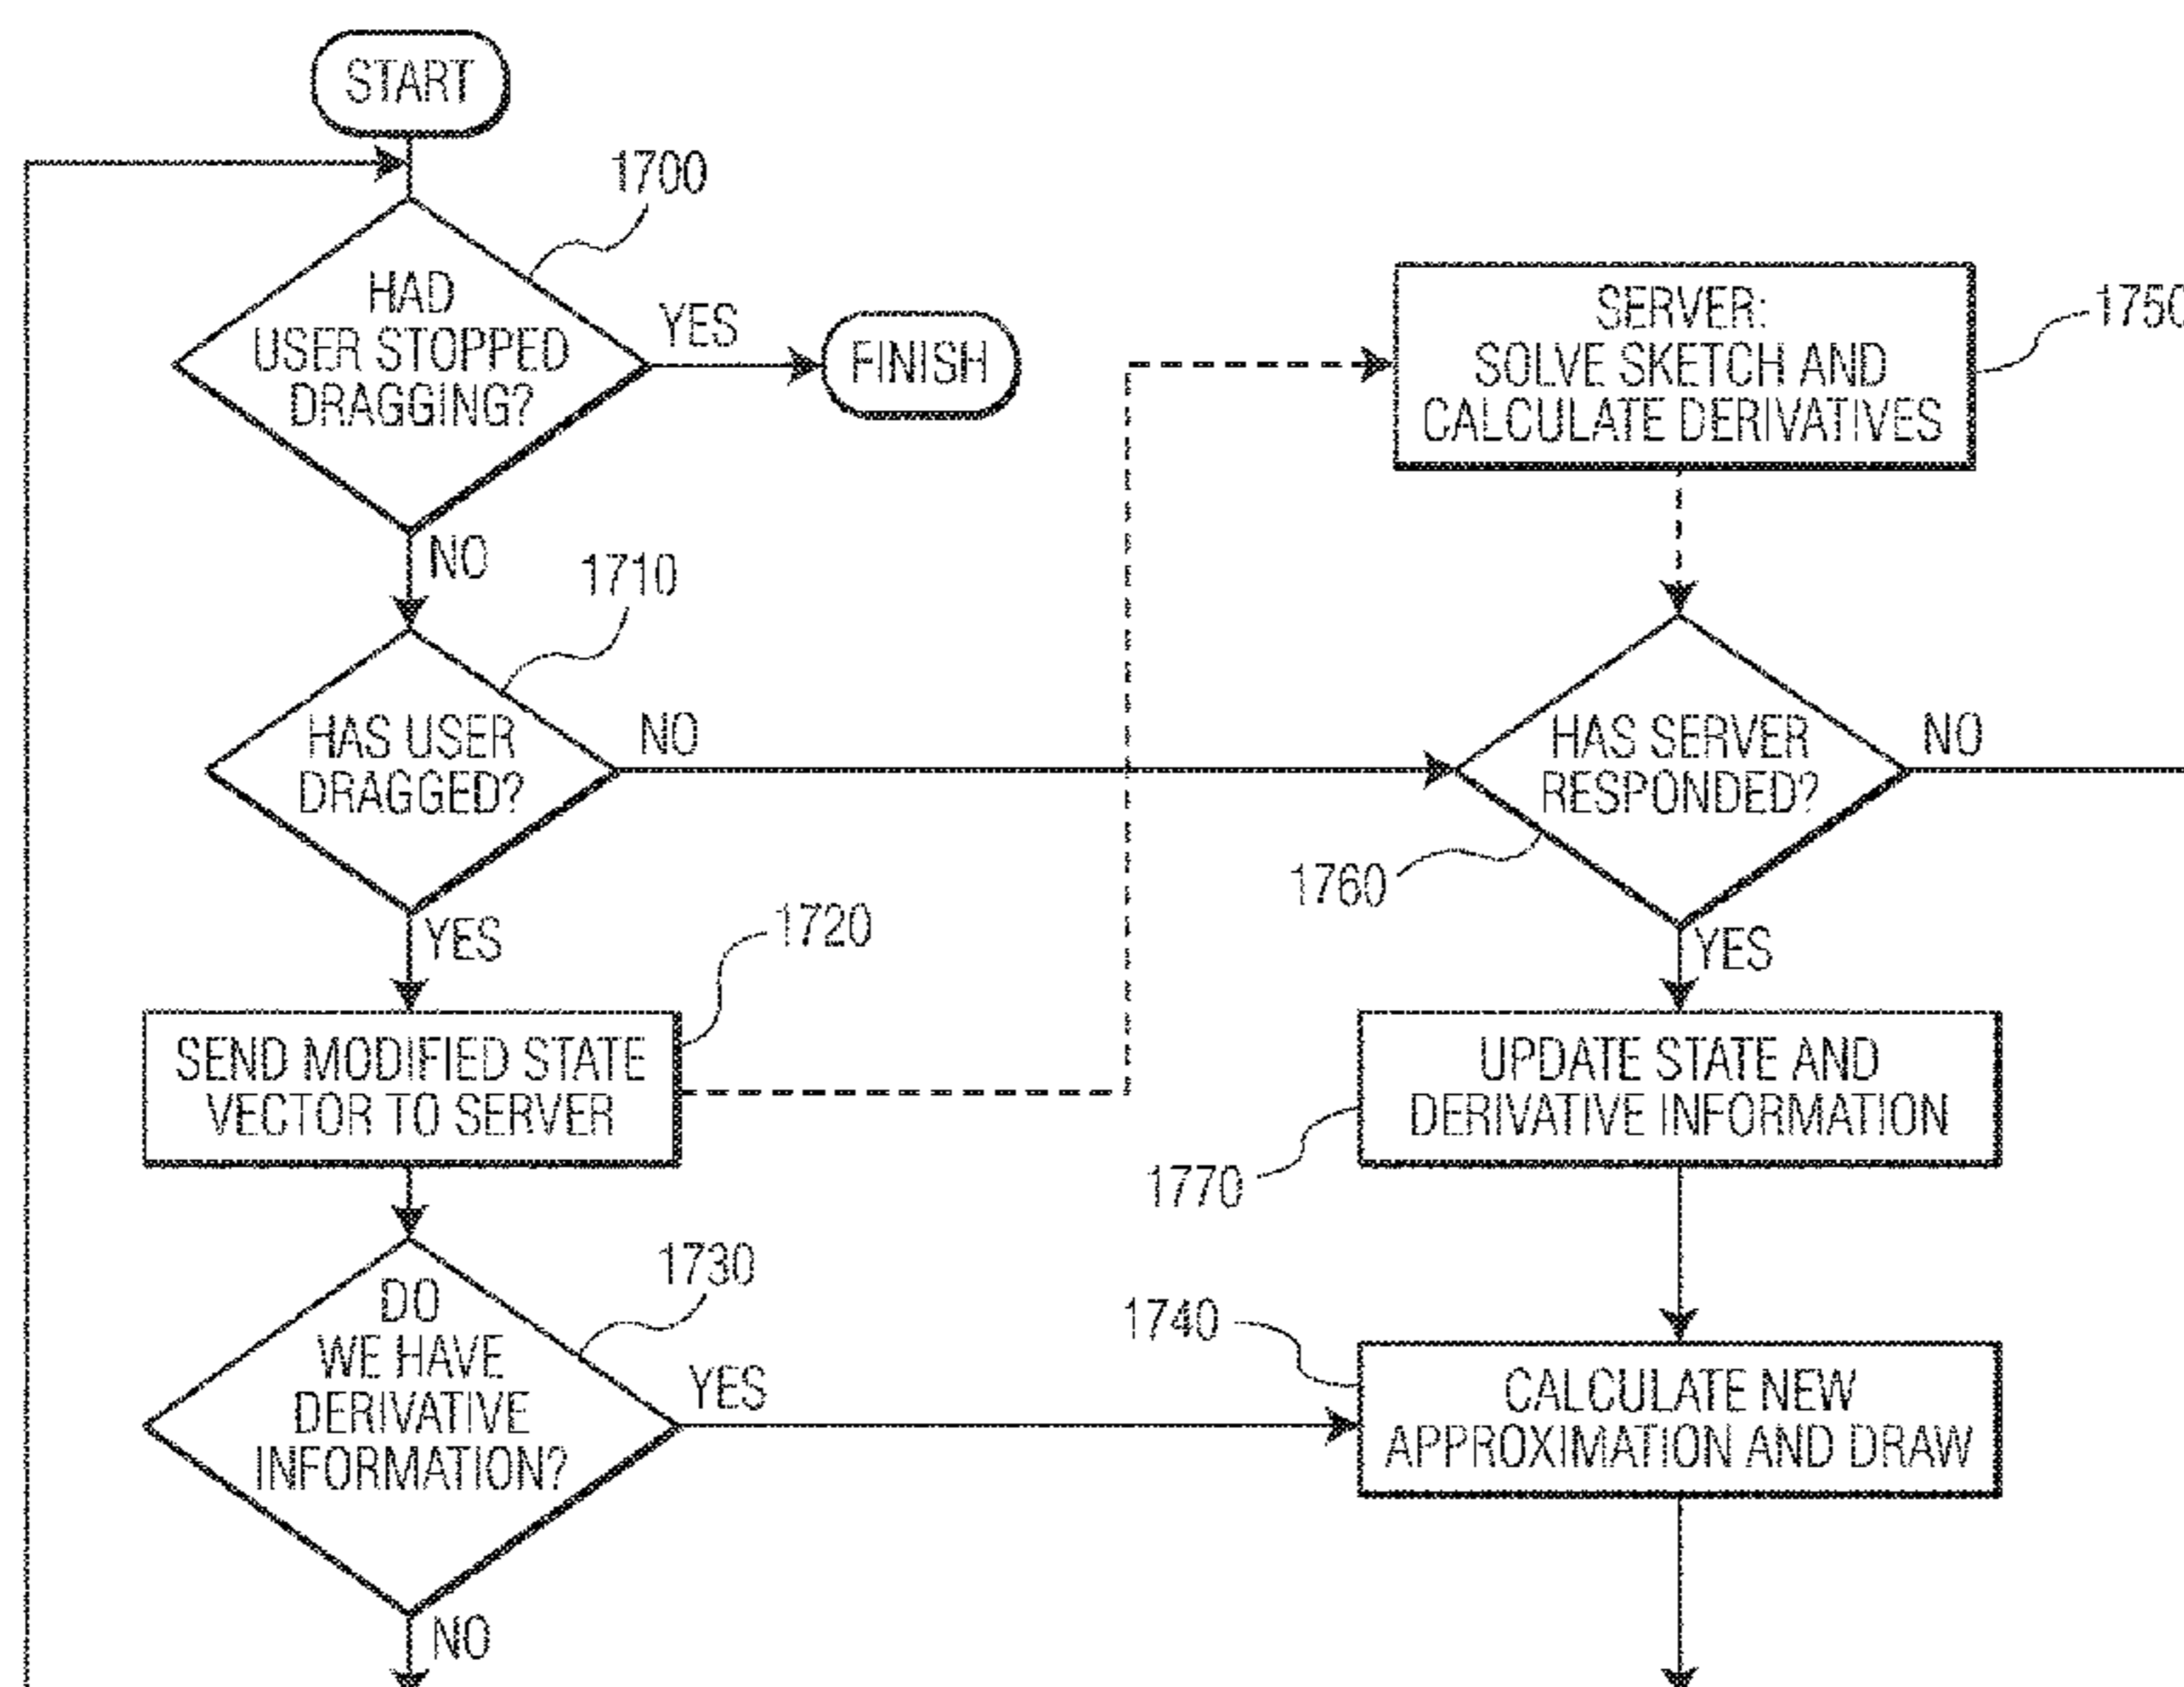 START
1700
HAD
USER STOPPED
DRAGGING?
YES
FINISH
NO
1710
HAS USER
DRAGGED?
NO
YES
1720
SEND MODIFIED STATE
VECTOR TO SERVER
1730
DO
WE HAVE
DERIVATIVE
INFORMATION?
YES
NO
SERVER:
SOLVE SKETCH AND
CALCULATE DERIVATIVES
1750
HAS SERVER
RESPONDED?
NO
1760
YES
UPDATE STATE AND
DERIVATIVE INFORMATION
1770
1740
CALCULATE NEW
APPROXIMATION AND DRAW